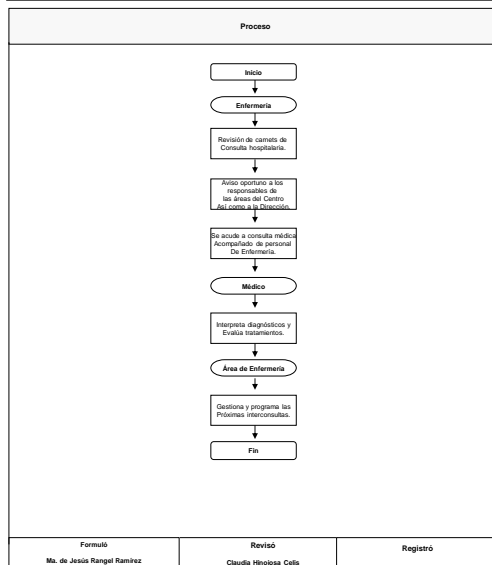 Proceso
Inicio
Enfermería
Revisión de carnets de
Consulta hospitalaria.
Aviso oportuno a los
responsables de
las áreas del Centro
Así como a la Dirección.
Se acude a consulta médica
Acompañado de personal
De Enfermería.
Médico
Interpreta diagnósticos y
Evalúa tratamientos.
Área de Enfermería
Gestiona y programa las
Próximas interconsultas.
Fin
Formuló
Revisó
Registró
Ma. de Jesús Rangel Ramírez
Claudia Hinojosa Celis